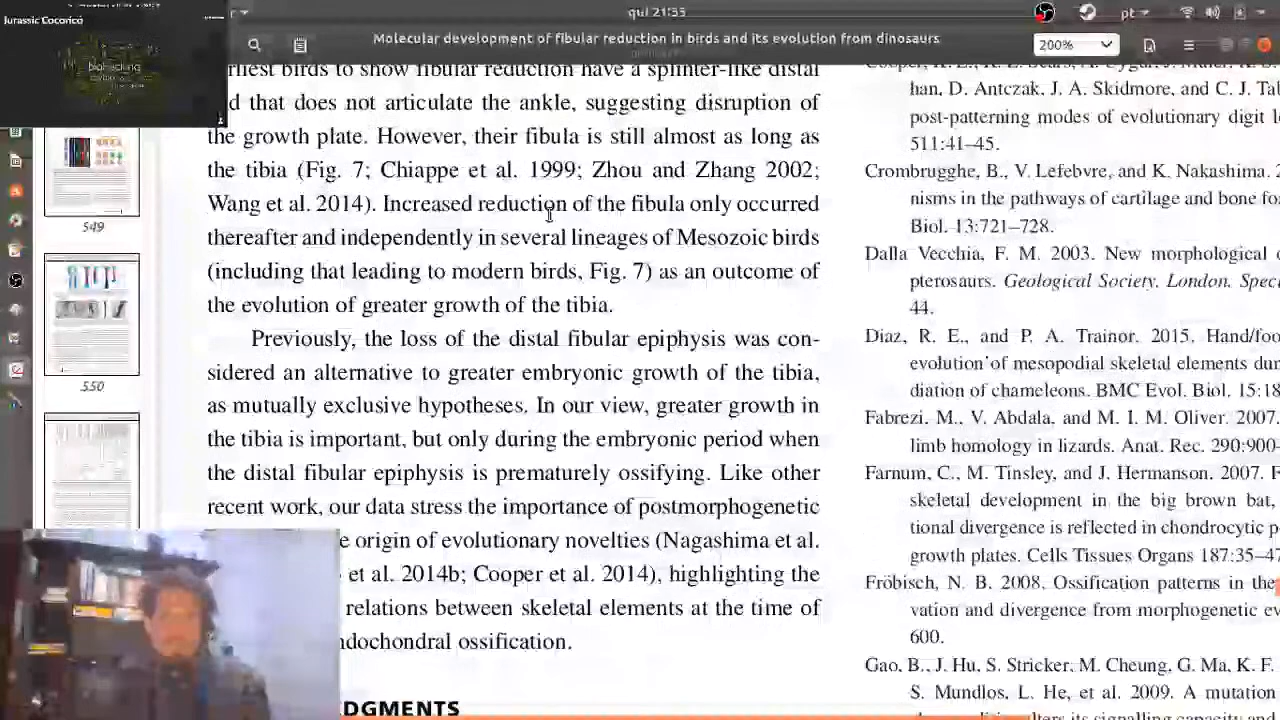 Jurassic Cocorico
biohacking
qui 21:35
pt
Molecular development of fibular reduction in birds and its evolution from dinosaurs
200%
549
550
birds to show fibular reduction have a splinter-like distal
that does not articulate the ankle, suggesting disruption of
the growth plate. However, their fibula is still almost as long as
the tibia (Fig. 7; Chiappe et al. 1999; Zhou and Zhang 2002;
Wang et al. 2014). Increased reduction of the fibula only occurred
thereafter and independently in several lineages of Mesozoic birds
(including that leading to modern birds, Fig. 7) as an outcome of
the evolution of greater growth of the tibia.
Previously, the loss of the distal fibular epiphysis was con-
sidered an alternative to greater embryonic growth of the tibia,
as mutually exclusive hypotheses. In our view, greater growth in
the tibia is important, but only during the embryonic period when
the distal fibular epiphysis is prematurely ossifying. Like other
recent work, our data stress the importance of postmorphogenetic
e origin of evolutionary novelties (Nagashima et al.
et al. 2014b; Cooper et al. 2014), highlighting the
relations between skeletal elements at the time of
ndochondral ossification.
DGMENTS
han, D. Antczak, J. A. Skidmore, and C. J. Tab
post-patterning modes of evolutionary digit l
511:41–45.
Crombrugghe, B., V. Lefebvre, and K. Nakashima. 2
nisms in the pathways of cartilage and bone fo
Biol. 13:721–728.
Dalla Vecchia, F. M. 2003. New morphological
pterosaurs. Geological Society, London, Spec
44.
Diaz, R. E., and P. A. Trainor. 2015. Hand/foo
evolution of mesopodial skeletal elements dur
diation of chameleons. BMC Evol. Biol. 15:18
Fabrezi, M., V. Abdala, and M. I. M. Oliver. 2007.
limb homology in lizards. Anat. Rec. 290:900–
Farnum, C., M. Tinsley, and J. Hermanson. 2007. F
skeletal development in the big brown bat,
tional divergence is reflected in chondrocytic p
growth plates. Cells Tissues Organs 187:35–47
Fröbisch, N. B. 2008. Ossification patterns in the
vation and divergence from morphogenetic ev
600.
Gao, B., J. Hu, S. Stricker, M. Cheung, G. Ma, K. F.
S. Mundlos, L. He, et al. 2009. A mutation
alters its signalling capacity and